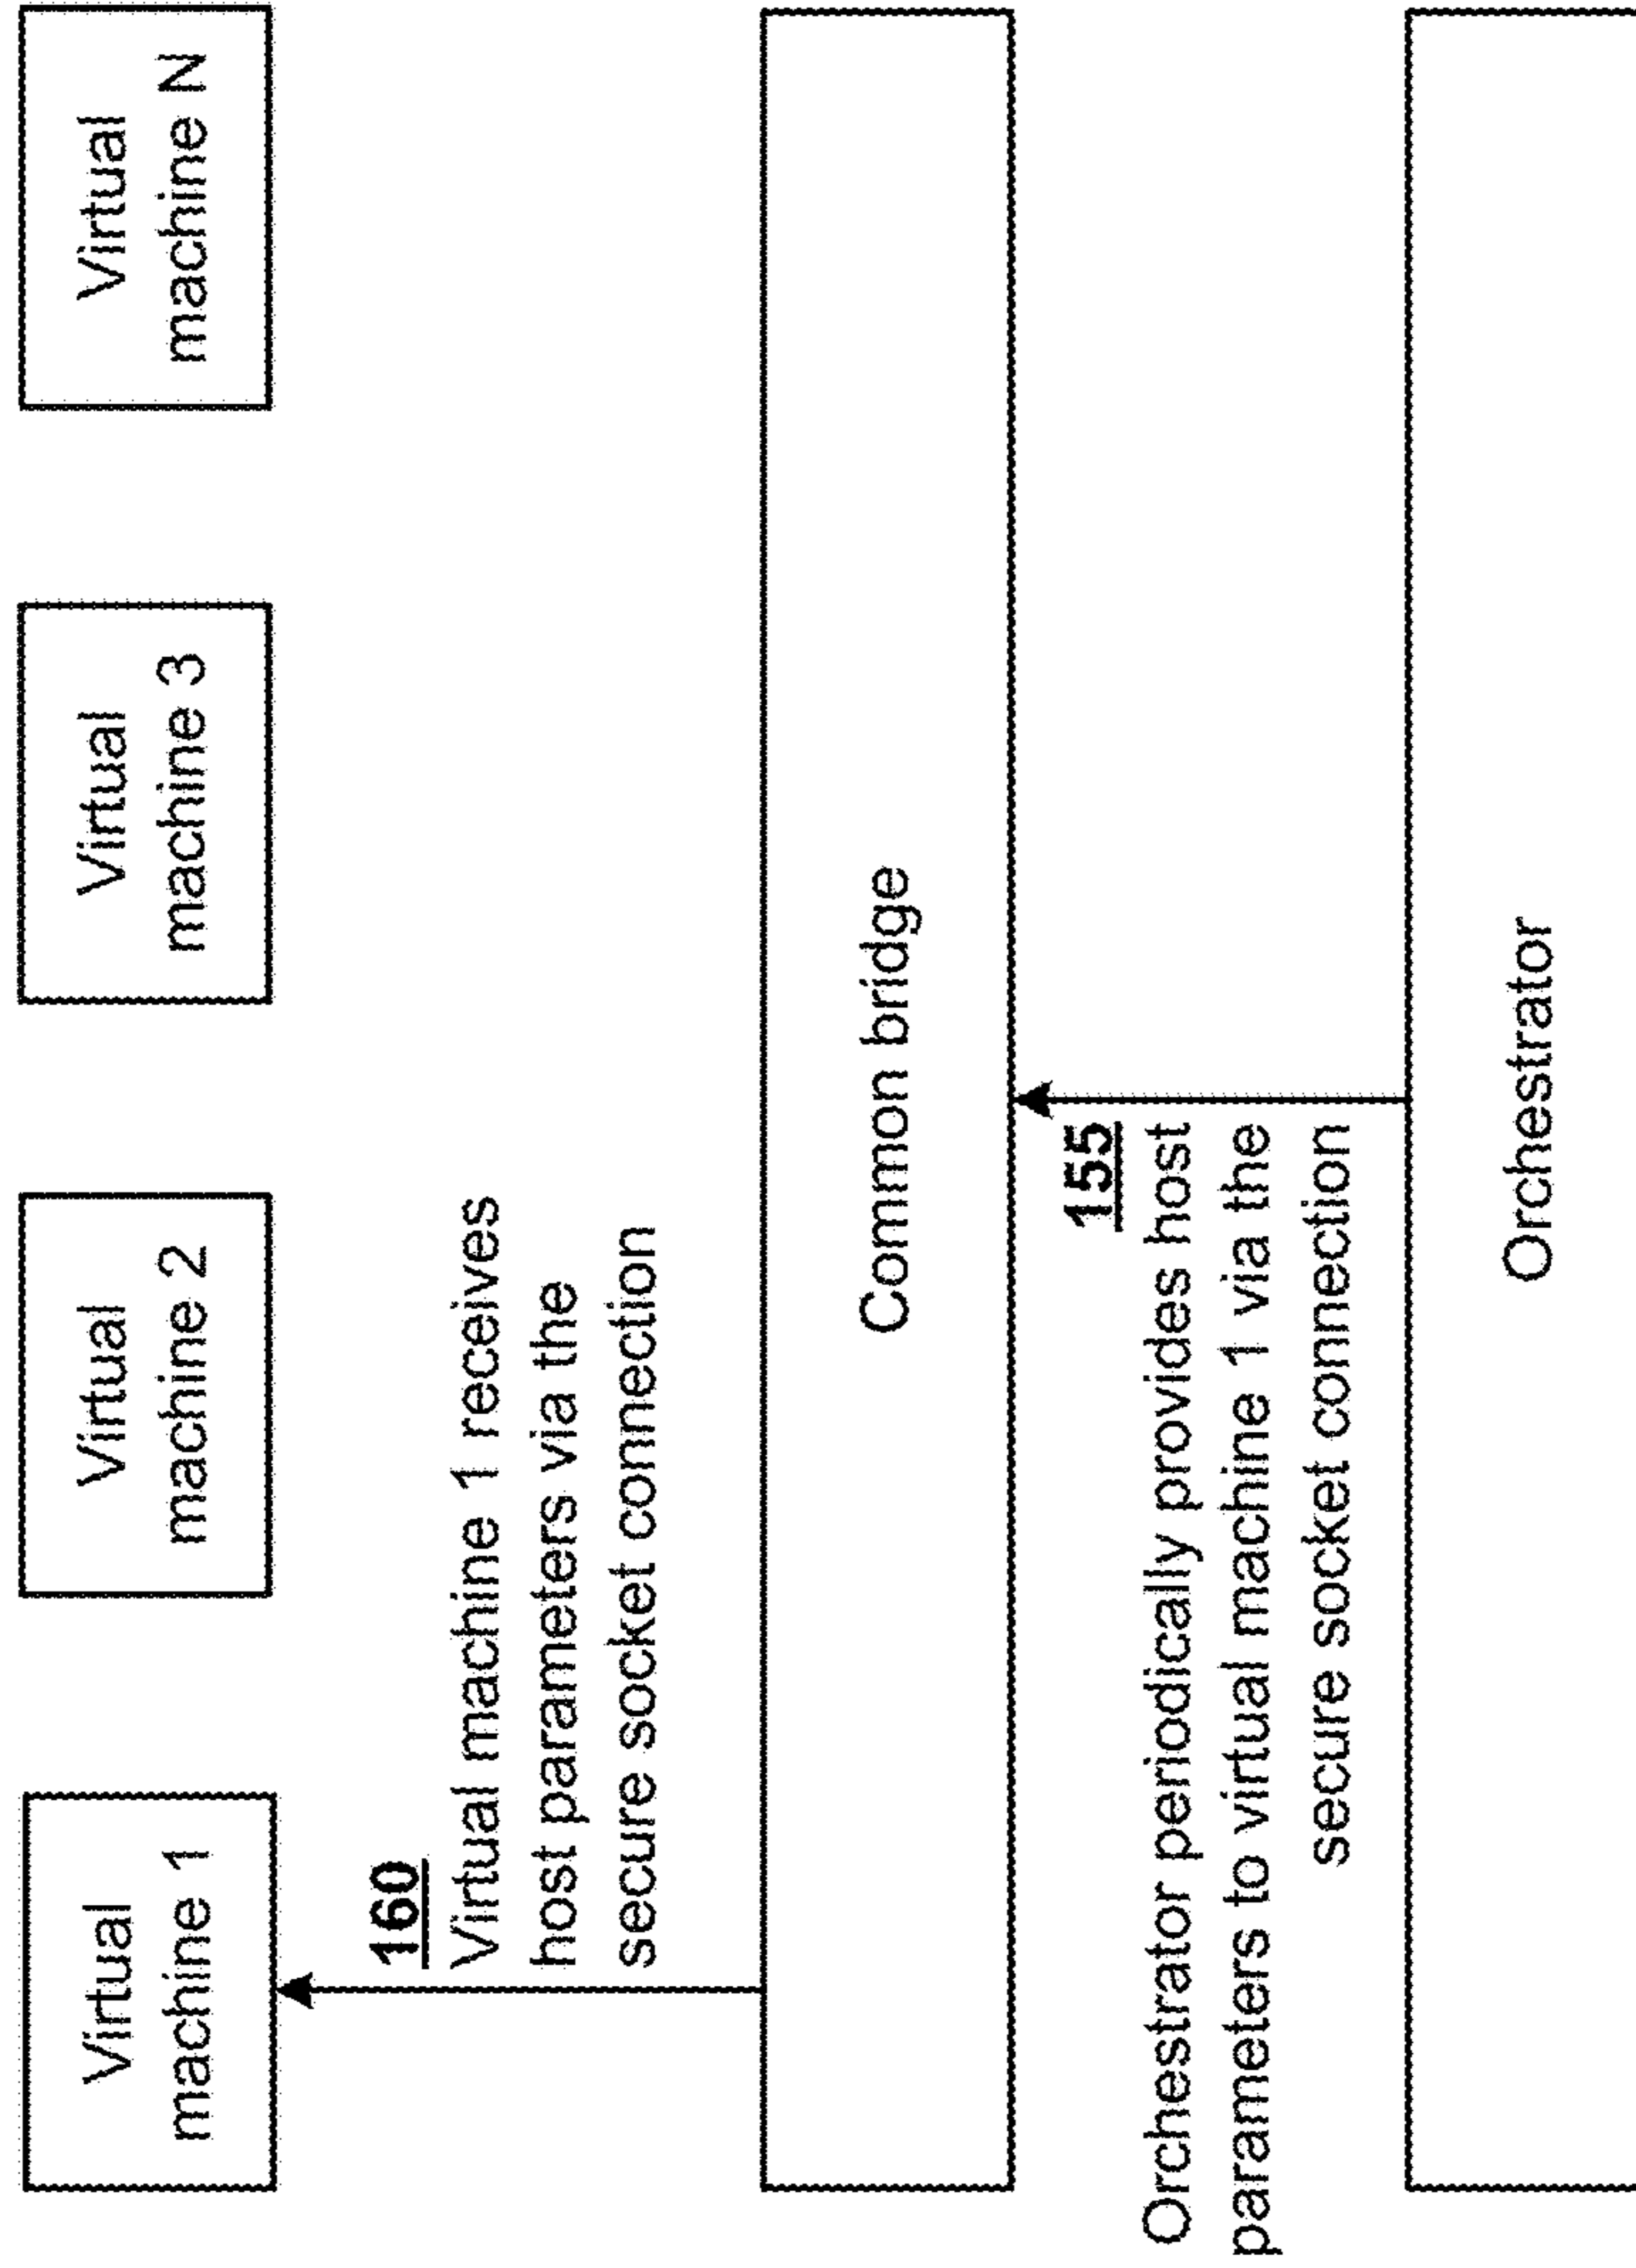 Virtual
machine 1
Virtual
machine 2
Virtual
machine 3
Virtual
machine N
160
Virtual machine 1 receives
host parameters via the
secure socket connection
Common bridge
155
Orchestrator periodically provides host
parameters to virtual machine 1 via the
secure socket connection
Orchestrator